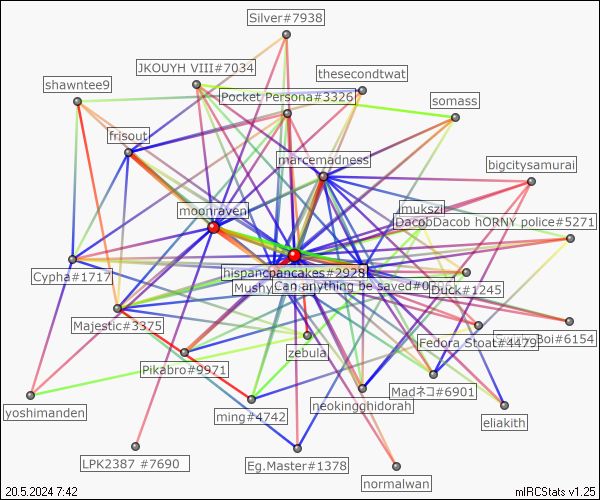 Silver#7938
JKOUYH VIII#7034
thesecondtwat
shawntee9
Pocket Persona#3326
somass
frisout
marcemadness
bigcitysamurai
moonraven
mukszi
DacobDacob hORNY police#5271
Cypha#1717
hispancpancakes#2928
Mushy
Can anything be saved#0
Duck#1245
Majestic#3375
Fedora Stoat#4479
Boi#6154
zebula
Pikabro#9971
Madネコ#6901
yoshimanden
ming#4742
neokingghidorah
eliakith
LPK2387 #7690
Eg.Master#1378
normalwan
20.5.2024 7:42
mIRCStats v1.25